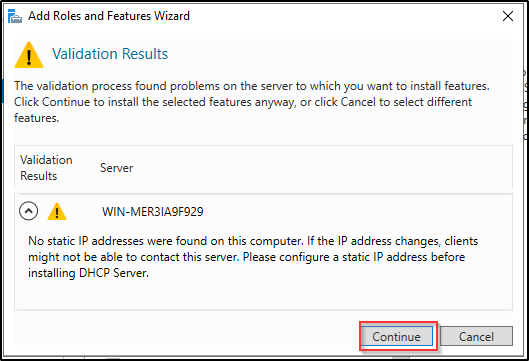 Add Roles and Features Wizard
Validation Results
The validation process found problems on the server to which you want to install features.
Click Continue to install the selected features anyway, or click Cancel to select different
features.
Validation
Results
Server
WIN-MER3IA9F929
No static IP addresses were found on this computer. If the IP address changes, clients
might not be able to contact this server. Please configure a static IP address before
installing DHCP Server.
Continue
Cancel